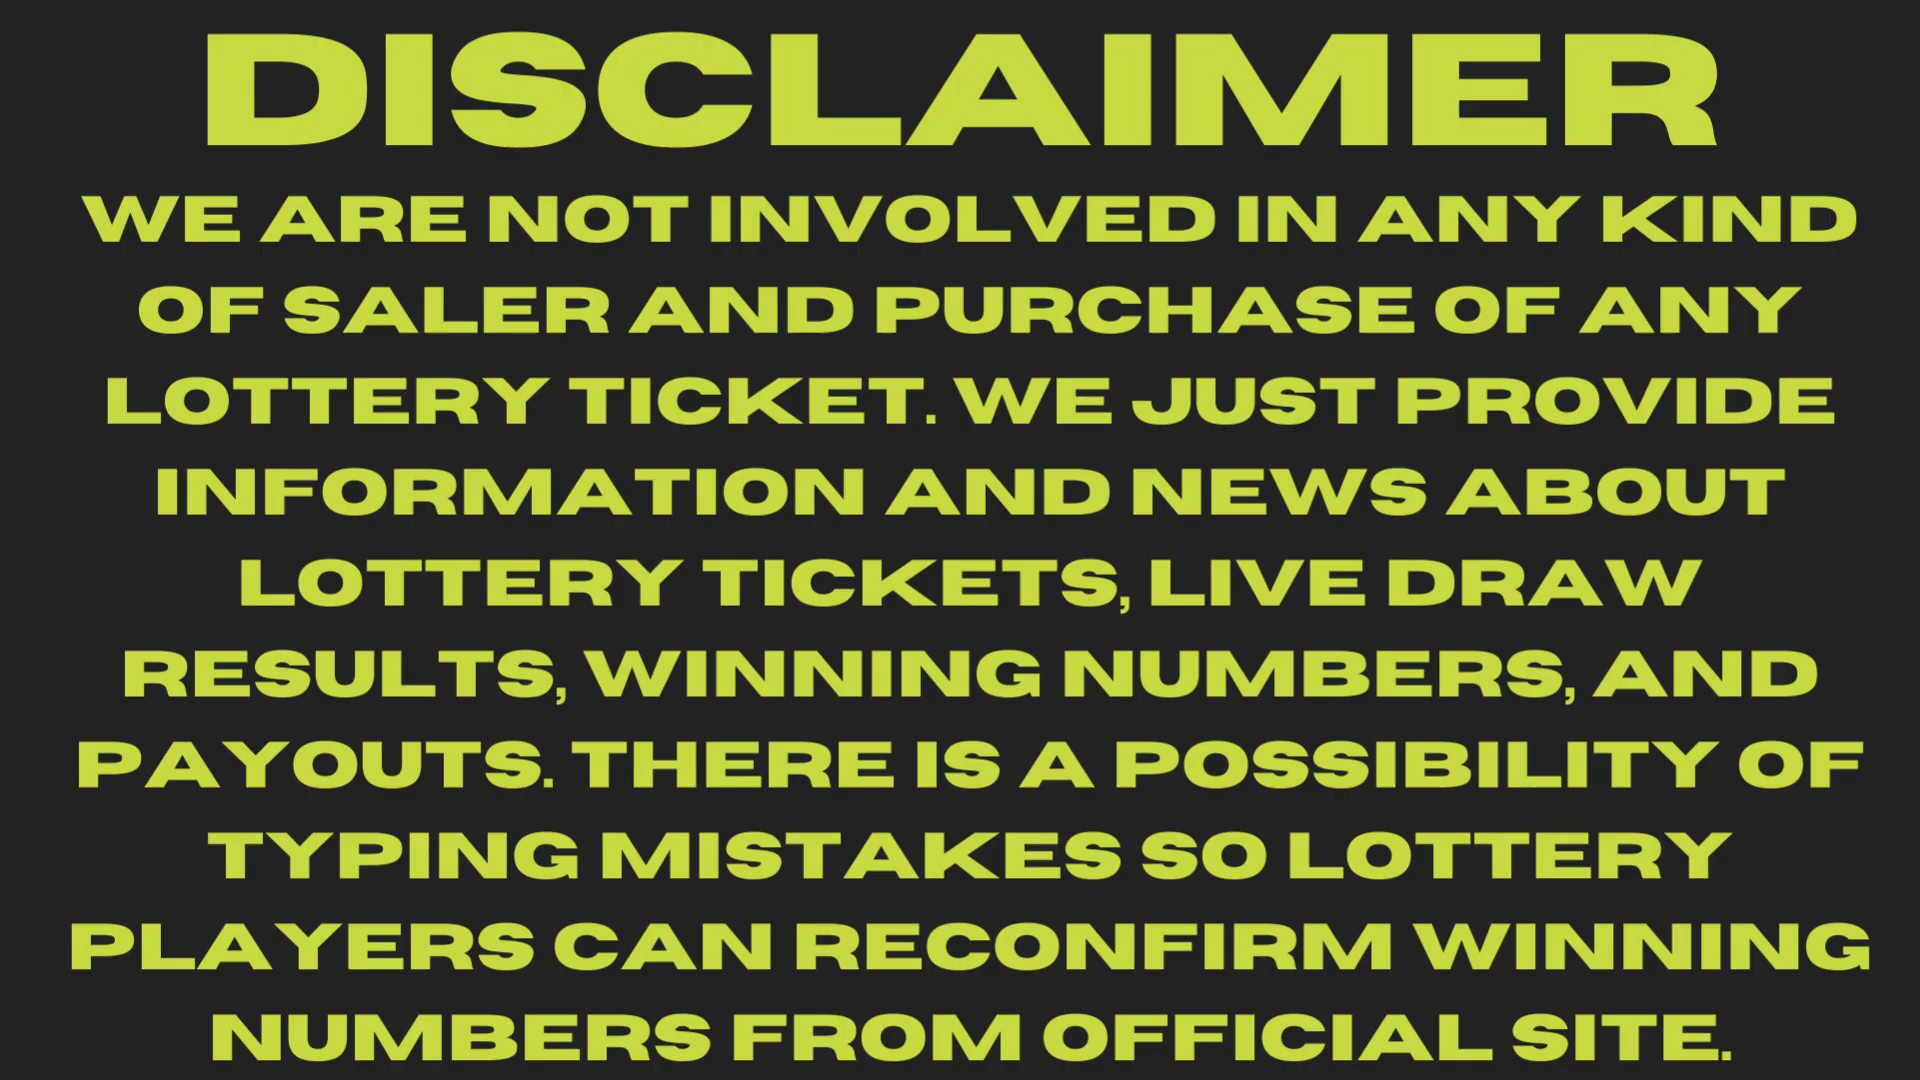 DISCLAIMER
WE ARE NOT INVOLVED IN ANY KIND
OF SALER AND PURCHASE OF ANY
LOTTERY TICKET. WE JUST PROVIDE
INFORMATION AND NEWS ABOUT
LOTTERY TICKETS, LIVE DRAW
RESULTS, WINNING NUMBERS, AND
PAYOUTS. THERE IS A POSSIBILITY OF
TYPING MISTAKES SO LOTTERY
PLAYERS CAN RECONFIRM WINNING
NUMBERS FROM OFFICIAL SITE.